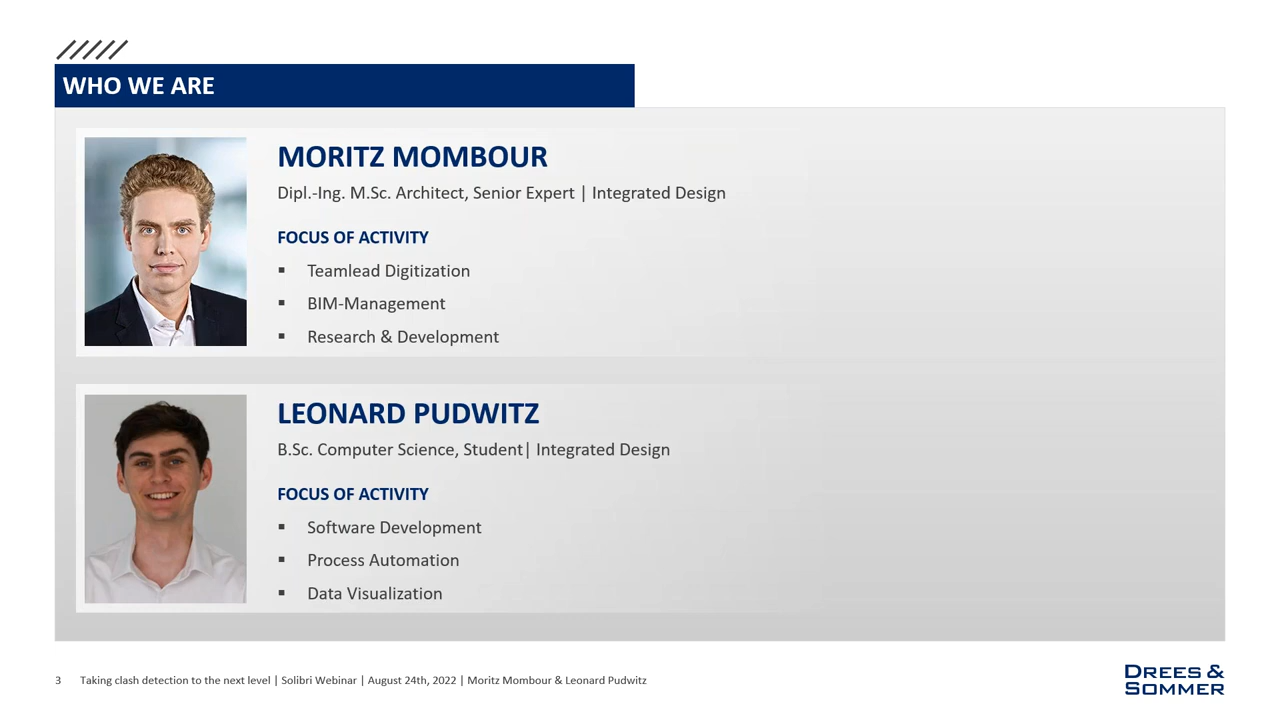 WHO WE ARE
MORITZ MOMBOUR
Dipl.-Ing. M.Sc. Architect, Senior Expert | Integrated Design
FOCUS OF ACTIVITY
▪ Teamlead Digitization
▪ BIM-Management
▪ Research & Development
LEONARD PUDWITZ
B.Sc. Computer Science, Student| Integrated Design
FOCUS OF ACTIVITY
▪ Software Development
▪ Process Automation
▪ Data Visualization
3 Taking clash detection to the next level | Solibri Webinar | August 24th, 2022 | Moritz Mombour & Leonard Pudwitz
DREES &
SOMMER